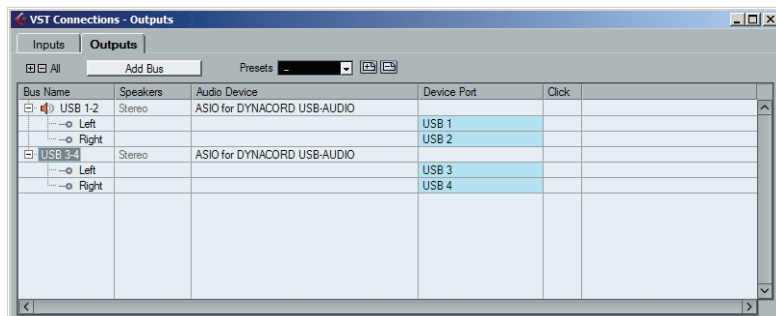 VST Connections - Outputs
Inputs Outputs
All Add Bus Presets -
Bus Name Speakers Audio Device Device Port Click
USB 1-2 Stereo ASIO for DYNACORD USB-AUDIO
Left USB 1
Right USB 2
USB 3-4 Stereo ASIO for DYNACORD USB-AUDIO
Left USB 3
Right USB 4